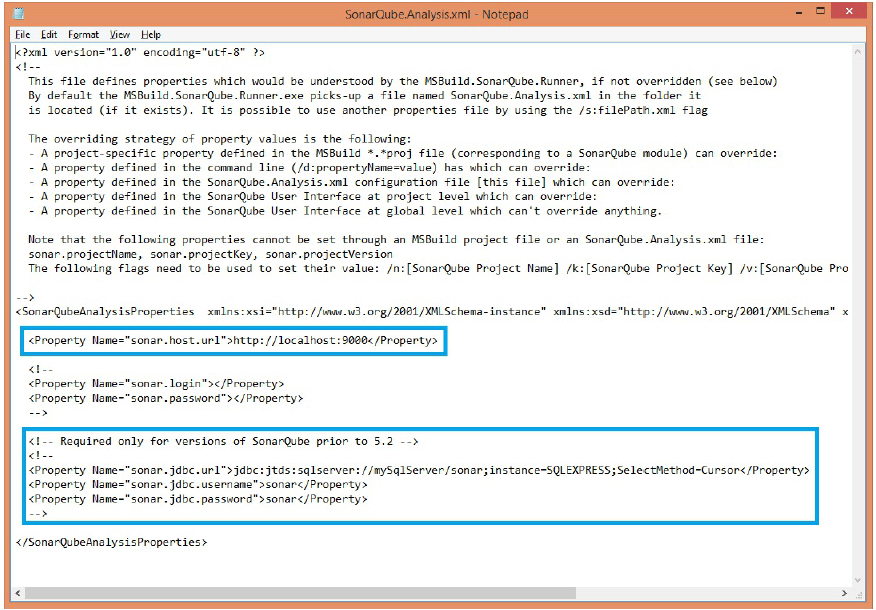 SonarQube.Analysis.xml - Notepad
File Edit Format View Help
<?xml version="1.0" encoding="utf-8" ?>
<!--
This file defines properties which would be understood by the MSBuild.SonarQube.Runner, if not overridden (see below)
By default the MSBuild.SonarQube.Runner.exe picks-up a file named SonarQube.Analysis.xml in the folder it
is located (if it exists). It is possible to use another properties file by using the /s:filePath.xml flag
The overriding strategy of property values is the following:
- A project-specific property defined in the MSBuild *.*proj file (corresponding to a SonarQube module) can override:
- A property defined in the command line (/d:propertyName=value) has which can override:
- A property defined in the SonarQube.Analysis.xml configuration file [this file] which can override:
- A property defined in the SonarQube User Interface at project level which can override:
- A property defined in the SonarQube User Interface at global level which can't override anything.
Note that the following properties cannot be set through an MSBuild project file or an SonarQube.Analysis.xml file:
sonar.projectName, sonar.projectKey, sonar.projectVersion
The following flags need to be used to set their value: /n:[SonarQube Project Name] /k:[SonarQube Project Key] /v:[SonarQube Pro
-->
<SonarQubeAnalysisProperties  xmlns:xsi="http://www.w3.org/2001/XMLSchema-instance" xmlns:xsd="http://www.w3.org/2001/XMLSchema" x
<Property Name="sonar.host.url">http://localhost:9000</Property>
<!--
<Property Name="sonar.login"></Property>
<Property Name="sonar.password"></Property>
-->
<!-- Required only for versions of SonarQube prior to 5.2 -->
<!--
<Property Name="sonar.jdbc.url">jdbc:jtds:sqlserver://mySqlServer/sonar;instance=SQLEXPRESS;SelectMethod=Cursor</Property>
<Property Name="sonar.jdbc.username">sonar</Property>
<Property Name="sonar.jdbc.password">sonar</Property>
-->
</SonarQubeAnalysisProperties>